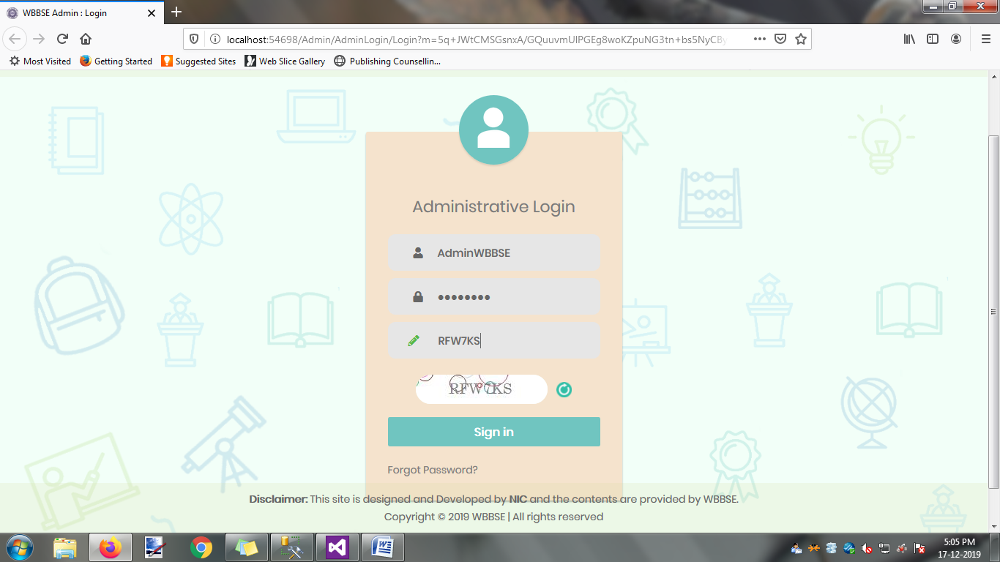 WBBSE Admin : Login
localhost:54698/Admin/AdminLogin/Login?m=5q+JWtCMSGsnxA/GQuuvmUlPGEg8woKZpuNG3tn+bs5NyCBy
Most Visited Getting Started Suggested Sites Web Slice Gallery Publishing Counsellin...
Administrative Login
AdminWBBSE
••••••••
RFW7KS
RFW7KS
Sign in
Forgot Password?
Disclaimer: This site is designed and Developed by NIC and the contents are provided by WBBSE.
Copyright © 2019 WBBSE | All rights reserved
5:05 PM
17-12-2019